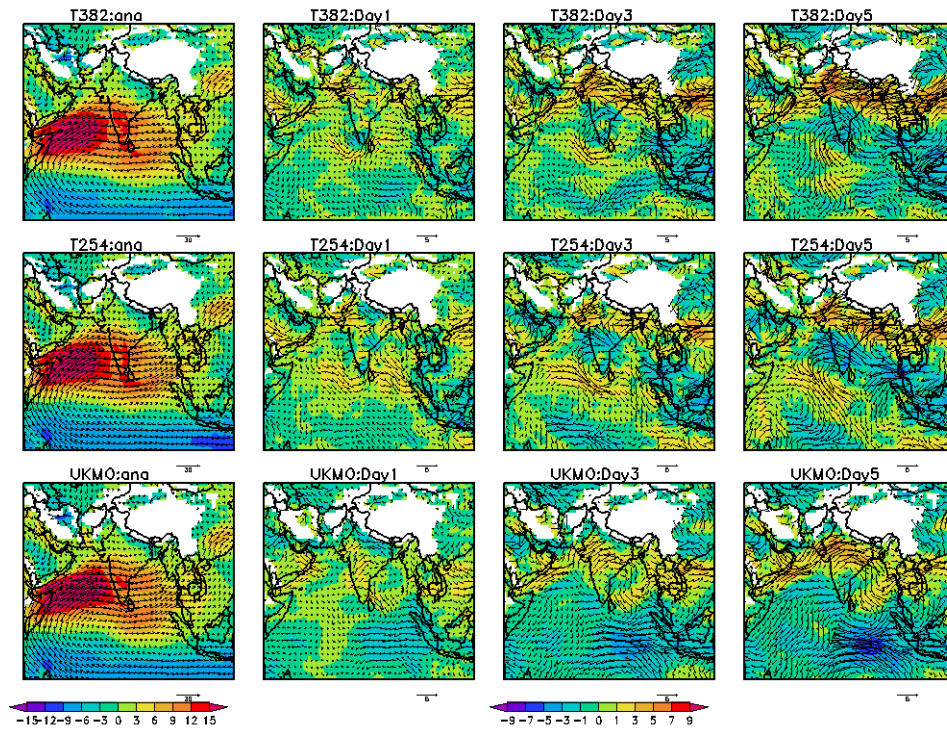 T382:ana T382:Day1 T382:Day3 T382:Day5
30 5 5 5
T254:ana T254:Day1 T254:Day3 T254:Day5
30 5 5 5
UKMO:ana UKMO:Day1 UKMO:Day3 UKMO:Day5
30 5 5 5
-15 -12 -9 -6 -3 0 3 6 9 12 15 -9 -7 -5 -3 -1 0 1 3 5 7 9